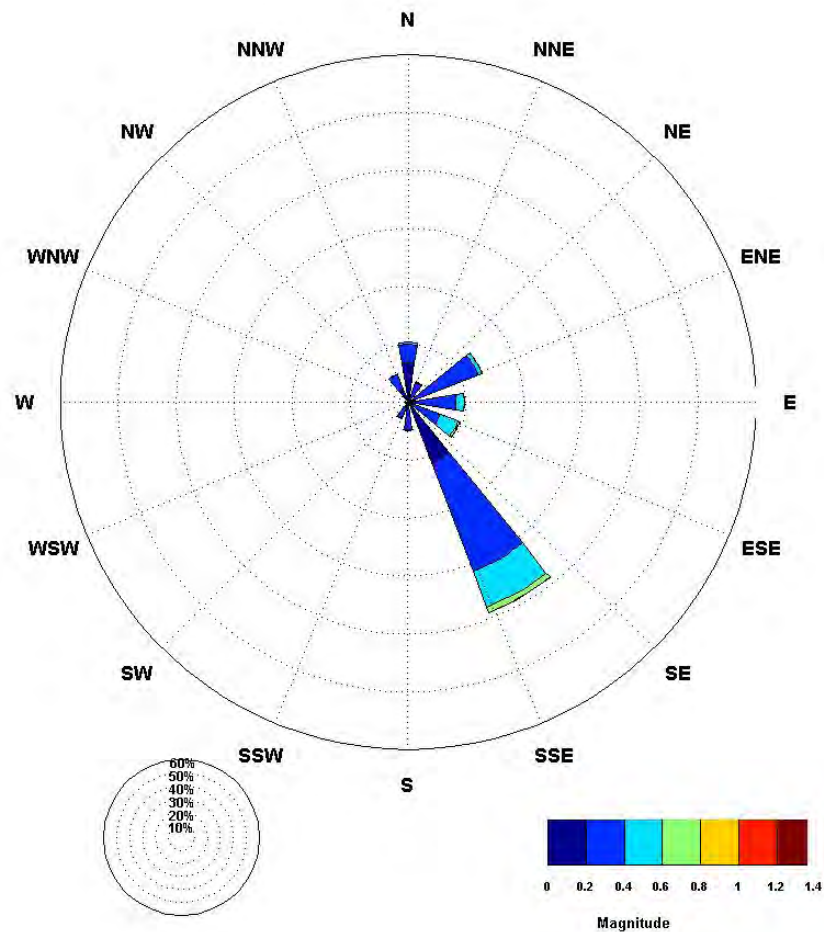 N
NNW NNE
NW NE
WNW ENE
W E
WSW ESE
SW SE
SSW SSE
S
60%
50%
40%
30%
20%
10%
0 0.2 0.4 0.6 0.8 1 1.2 1.4
Magnitude